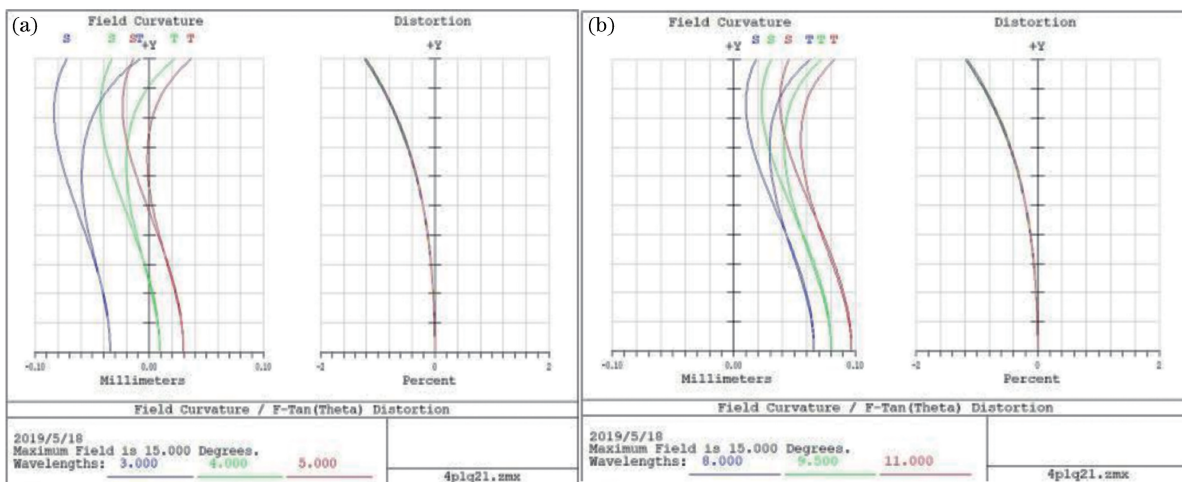 (a)
Field Curvature
Distortion
S S S T T T
+Y
+Y
-0.10 0.00 0.10
Millimeters
-2 0 2
Percent
Field Curvature / F-Tan(Theta) Distortion
2019/5/18
Maximum Field is 15.000 Degrees.
Wavelengths: 3.000 4.000 5.000
4plq21.zmx
(b)
Field Curvature
Distortion
S S S T T T
+Y
+Y
-0.10 0.00 0.10
Millimeters
-2 0 2
Percent
Field Curvature / F-Tan(Theta) Distortion
2019/5/18
Maximum Field is 15.000 Degrees.
Wavelengths: 8.000 9.500 11.000
4plq21.zmx